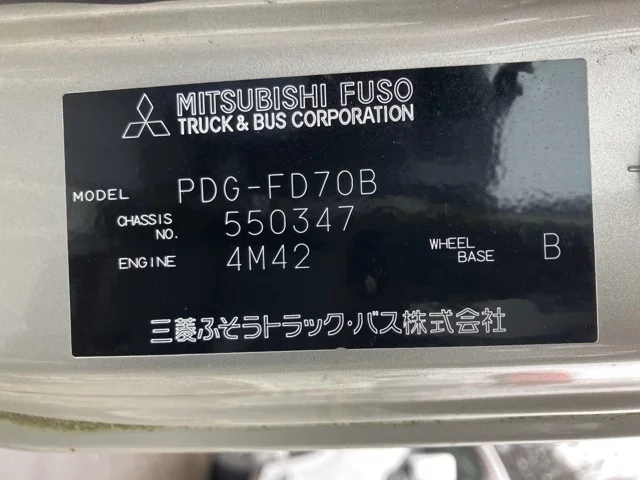 MITSUBISHI FUSO
TRUCK & BUS CORPORATION
MODEL PDG-FD70B
CHASSIS NO. 550347
ENGINE 4M42 WHEEL BASE B
三菱ふそうトラック・バス株式会社